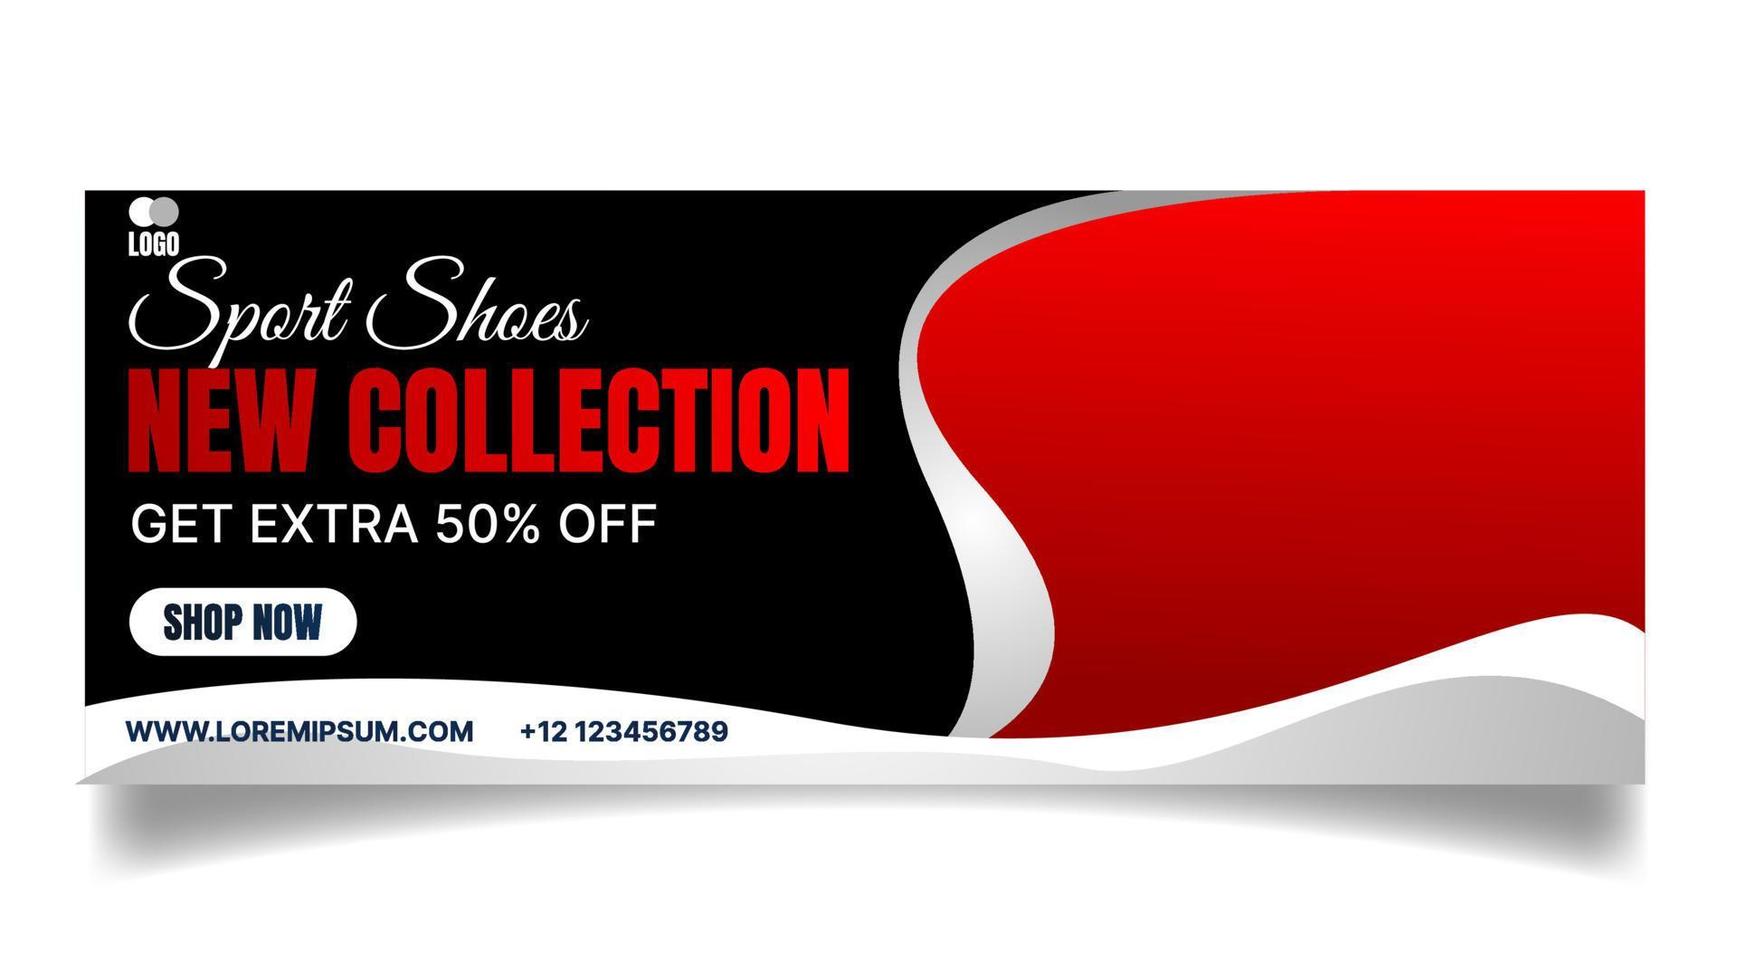 LOGO
Sport Shoes
NEW COLLECTION
GET EXTRA 50% OFF
SHOP NOW
WWW.LOREMIPSUM.COM +12 123456789